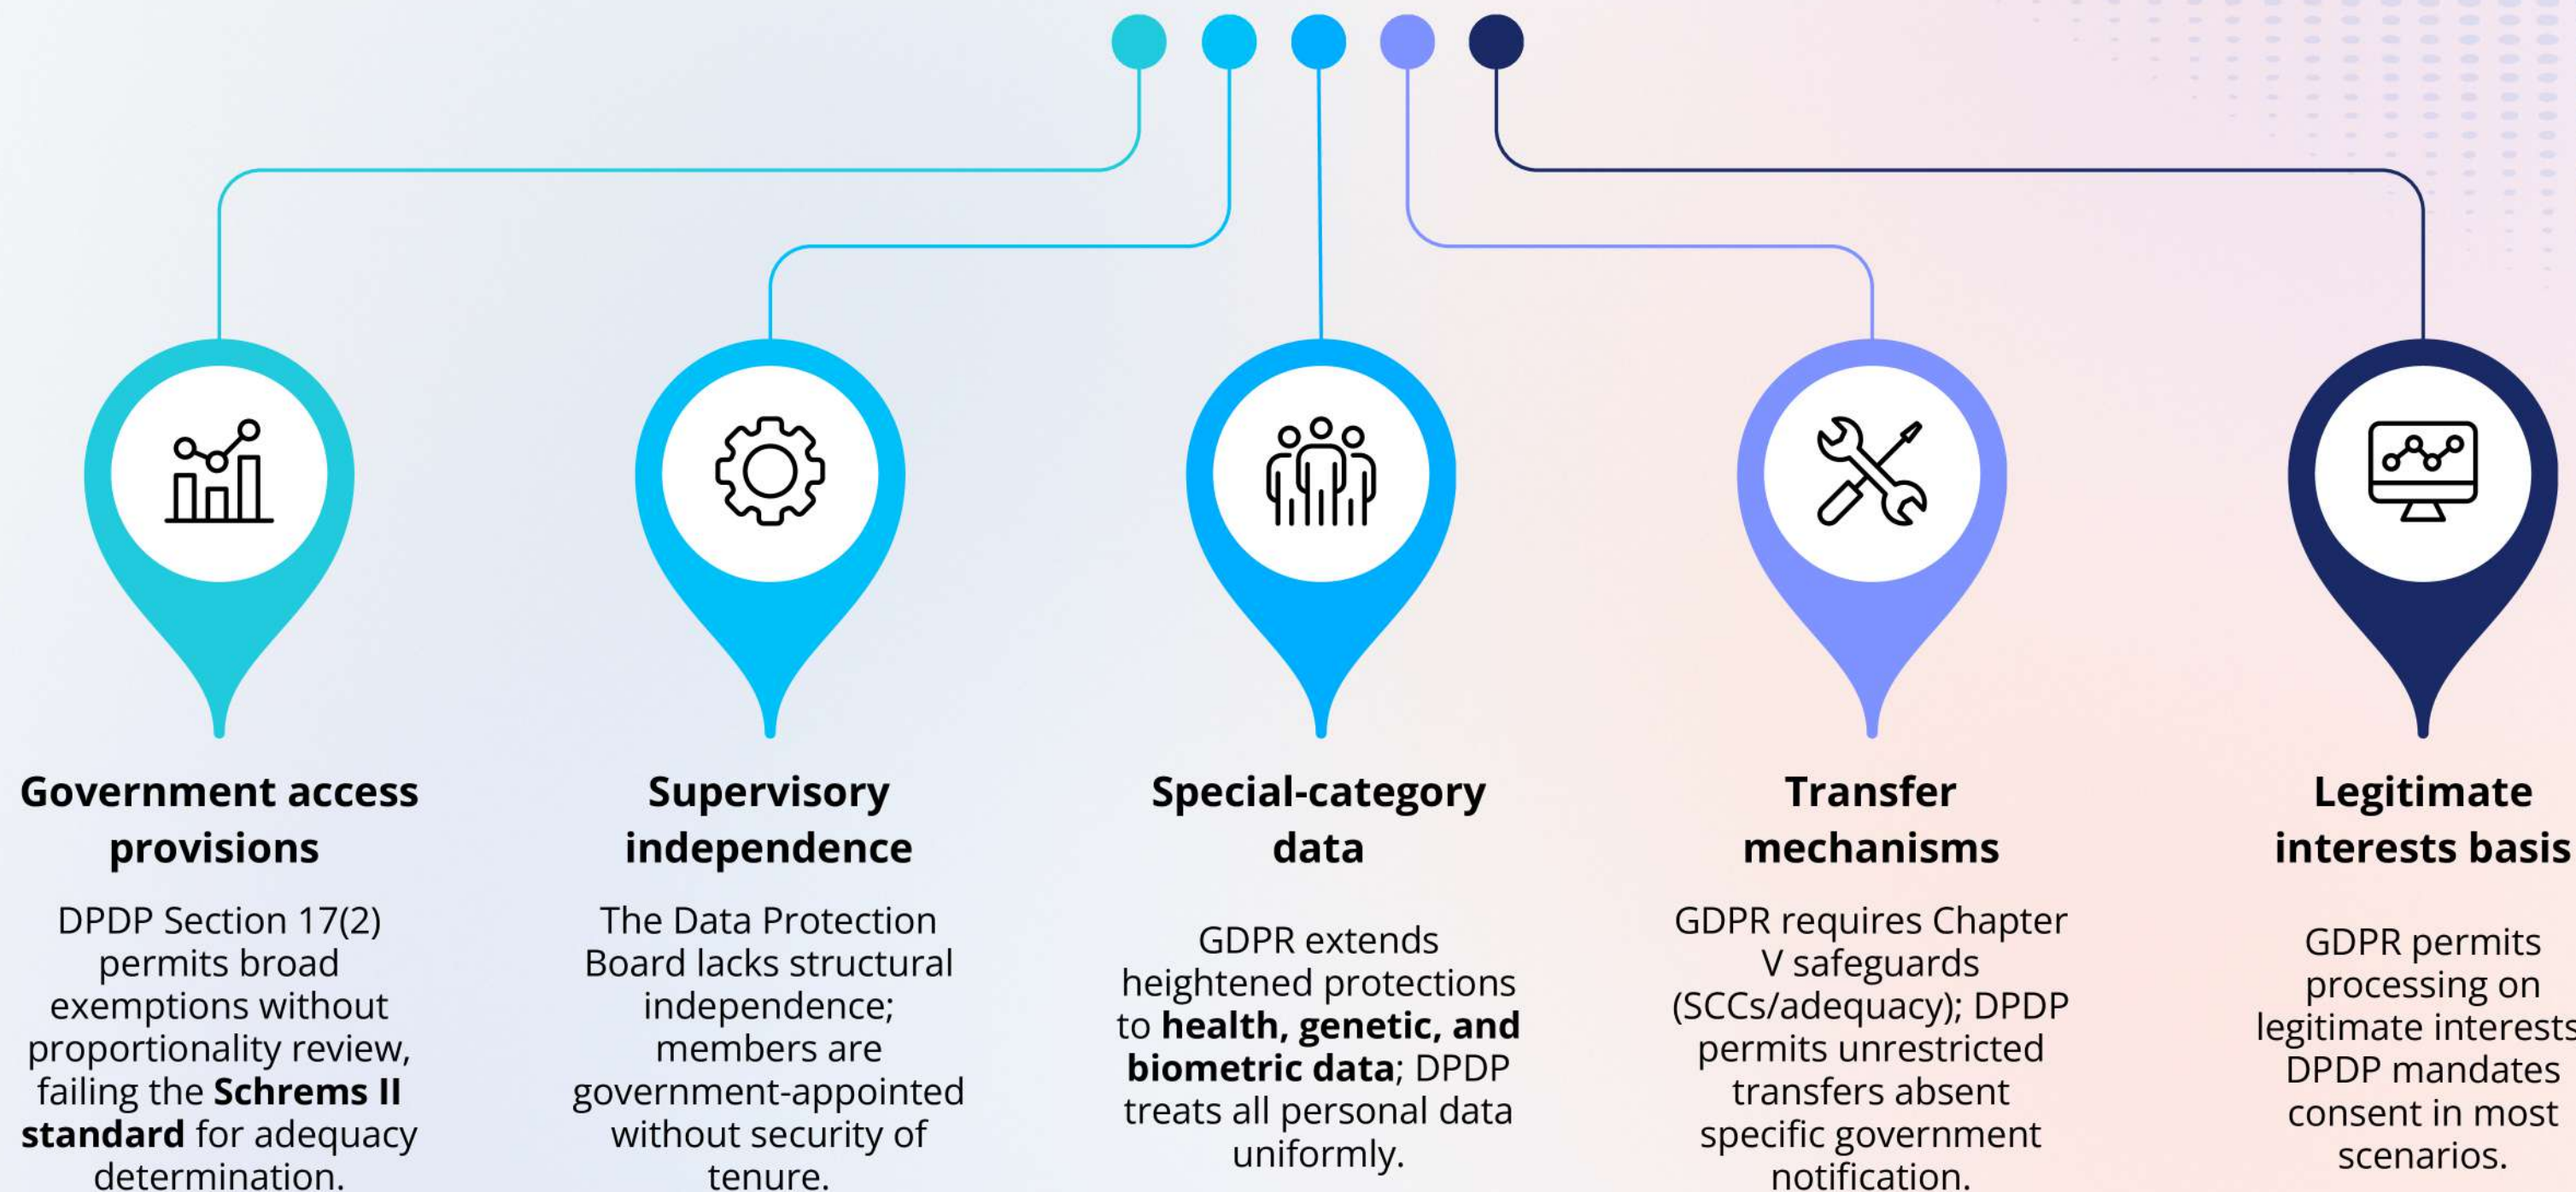 Government access
provisions
DPDP Section 17(2)
permits broad
exemptions without
proportionality review,
failing the Schrems II
standard for adequacy
determination.
Supervisory
independence
The Data Protection
Board lacks structural
independence;
members are
government-appointed
without security of
tenure.
Special-category
data
GDPR extends
heightened protections
to health, genetic, and
biometric data; DPDP
treats all personal data
uniformly.
Transfer
mechanisms
GDPR requires Chapter
V safeguards
(SCCs/adequacy); DPDP
permits unrestricted
transfers absent
specific government
notification.
Legitimate
interests basis
GDPR permits
processing on
legitimate interests
DPDP mandates
consent in most
scenarios.